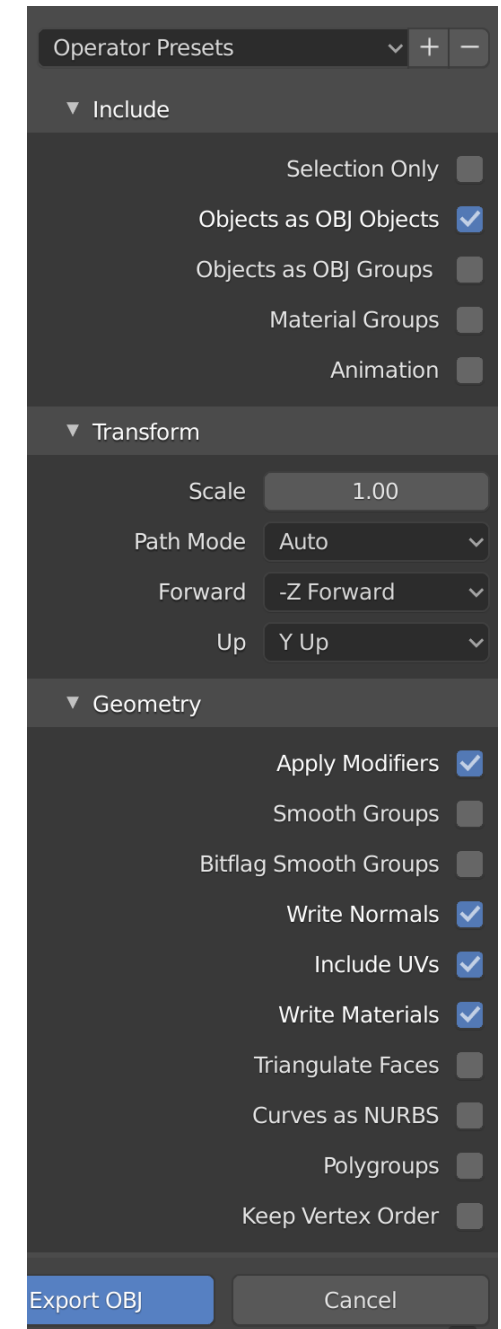 Operator Presets
Include
Selection Only
Objects as OBJ Objects
Objects as OBJ Groups
Material Groups
Animation
Transform
Scale 1.00
Path Mode Auto
Forward -Z Forward
Up Y Up
Geometry
Apply Modifiers
Smooth Groups
Bitflag Smooth Groups
Write Normals
Include UVs
Write Materials
Triangulate Faces
Curves as NURBS
Polygroups
Keep Vertex Order
Export OBJ Cancel